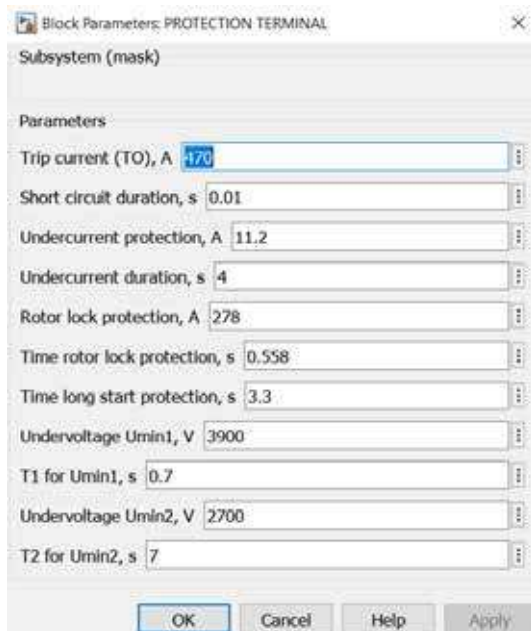 Block Parameters: PROTECTION TERMINAL
Subsystem (mask)
Parameters
Trip current (TO), A 470
Short circuit duration, s 0.01
Undercurrent protection, A 11.2
Undercurrent duration, s 4
Rotor lock protection, A 278
Time rotor lock protection, s 0.558
Time long start protection, s 3.3
Undervoltage Umin1, V 3900
T1 for Umin1, s 0.7
Undervoltage Umin2, V 2700
T2 for Umin2, s 7
OK Cancel Help Apply